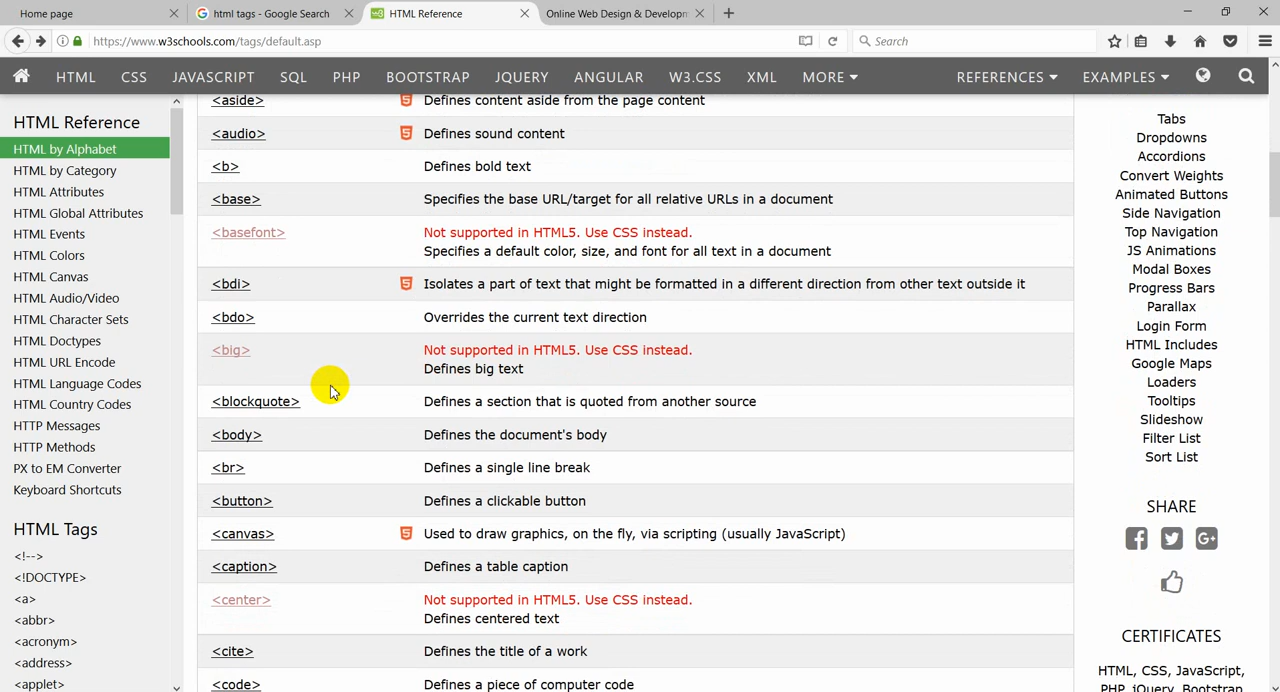 Home page
html tags - Google Search
HTML Reference
Online Web Design & Developm
https://www.w3schools.com/tags/default.asp
Search
HTML CSS JAVASCRIPT SQL PHP BOOTSTRAP JQUERY ANGULAR W3.CSS XML MORE REFERENCES EXAMPLES
HTML Reference
HTML by Alphabet
HTML by Category
HTML Attributes
HTML Global Attributes
HTML Events
HTML Colors
HTML Canvas
HTML Audio/Video
HTML Character Sets
HTML Doctypes
HTML URL Encode
HTML Language Codes
HTML Country Codes
HTTP Messages
HTTP Methods
PX to EM Converter
Keyboard Shortcuts
HTML Tags
<!-->
<!DOCTYPE>
<a>
<abbr>
<acronym>
<address>
<applet>
<aside> 5 Defines content aside from the page content
<audio> 5 Defines sound content
<b> Defines bold text
<base> Specifies the base URL/target for all relative URLs in a document
<basefont> Not supported in HTML5. Use CSS instead.
Specifies a default color, size, and font for all text in a document
<bdi> 5 Isolates a part of text that might be formatted in a different direction from other text outside it
<bdo> Overrides the current text direction
<big> Not supported in HTML5. Use CSS instead.
Defines big text
<blockquote> Defines a section that is quoted from another source
<body> Defines the document's body
<br> Defines a single line break
<button> Defines a clickable button
<canvas> 5 Used to draw graphics, on the fly, via scripting (usually JavaScript)
<caption> Defines a table caption
<center> Not supported in HTML5. Use CSS instead.
Defines centered text
<cite> Defines the title of a work
<code> Defines a piece of computer code
Tabs
Dropdowns
Accordions
Convert Weights
Animated Buttons
Side Navigation
Top Navigation
JS Animations
Modal Boxes
Progress Bars
Parallax
Login Form
HTML Includes
Google Maps
Loaders
Tooltips
Slideshow
Filter List
Sort List
SHARE
CERTIFICATES
HTML, CSS, JavaScript,
PHP, jQuery, Bootstrap